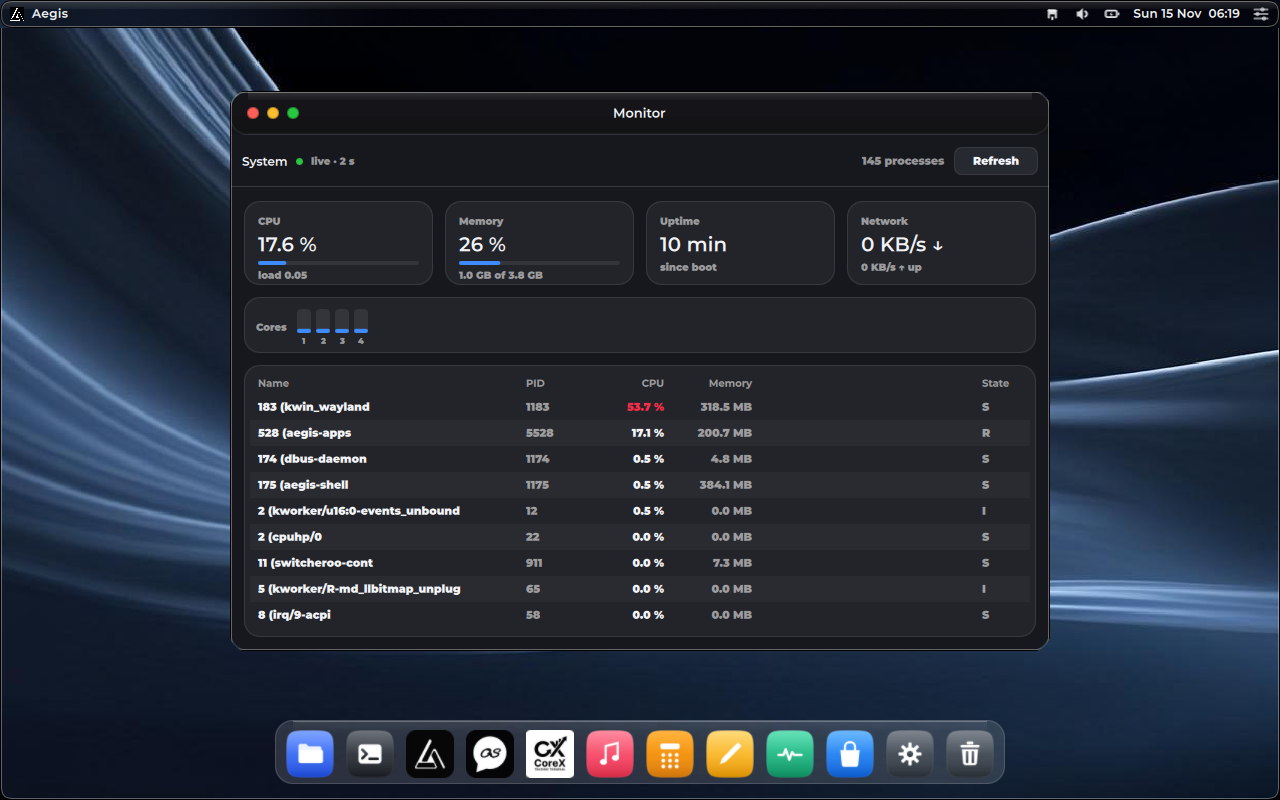 Aegis
Sun 15 Nov 06:19
Monitor
System live · 2 s
145 processes Refresh
CPU
17.6 %
load 0.05
Memory
26 %
1.0 GB of 3.8 GB
Uptime
10 min
since boot
Network
0 KB/s ↓
0 KB/s ↑ up
Cores
1 2 3 4
Name PID CPU Memory State
183 (kwin_wayland 1183 53.7 % 318.5 MB S
528 (aegis-apps 5528 17.1 % 200.7 MB R
174 (dbus-daemon 1174 0.5 % 4.8 MB S
175 (aegis-shell 1175 0.5 % 384.1 MB S
2 (kworker/u16:0-events_unbound 12 0.5 % 0.0 MB I
2 (cpuhp/0 22 0.0 % 0.0 MB S
11 (switcheroo-cont 911 0.0 % 7.3 MB S
5 (kworker/R-md_llbitmap_unplug 65 0.0 % 0.0 MB I
8 (irq/9-acpi 58 0.0 % 0.0 MB S
as
CX
CoreX